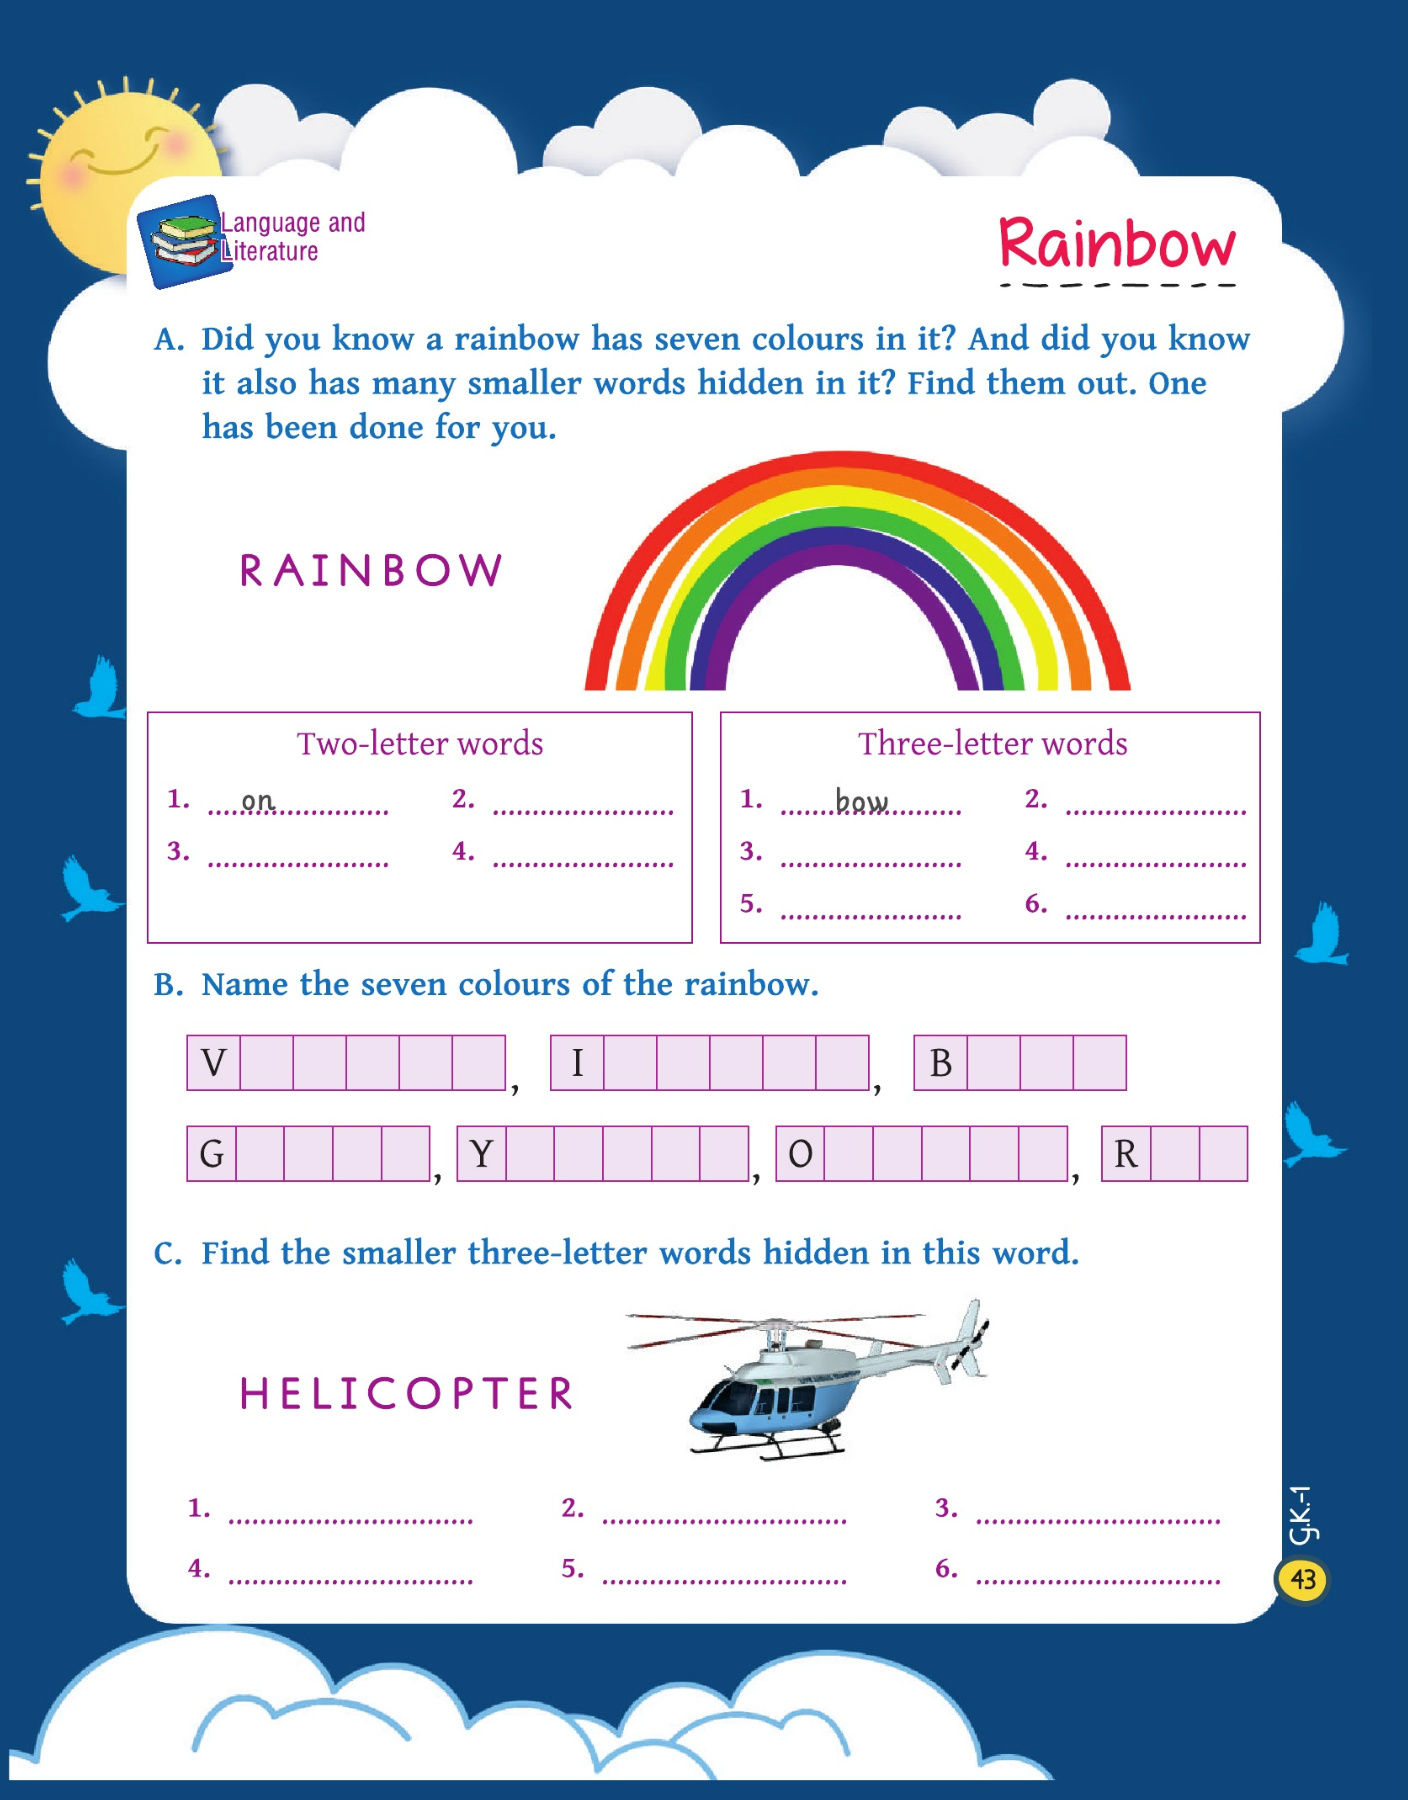 Language and
Literature
Rainbow
A. Did you know a rainbow has seven colours in it? And did you know
it also has many smaller words hidden in it? Find them out. One
has been done for you.
RAINBOW
Two-letter words
1. ....on....................... 2. .......................
3. ....................... 4. .......................
Three-letter words
1. ......bow......... 2. .......................
3. ....................... 4. .......................
5. ....................... 6. .......................
B. Name the seven colours of the rainbow.
V , I , B
G , Y , O , R
C. Find the smaller three-letter words hidden in this word.
HELICOPTER
1. ............................... 2. ............................... 3. ...............................
4. ............................... 5. ............................... 6. ...............................
G.K.-1
43